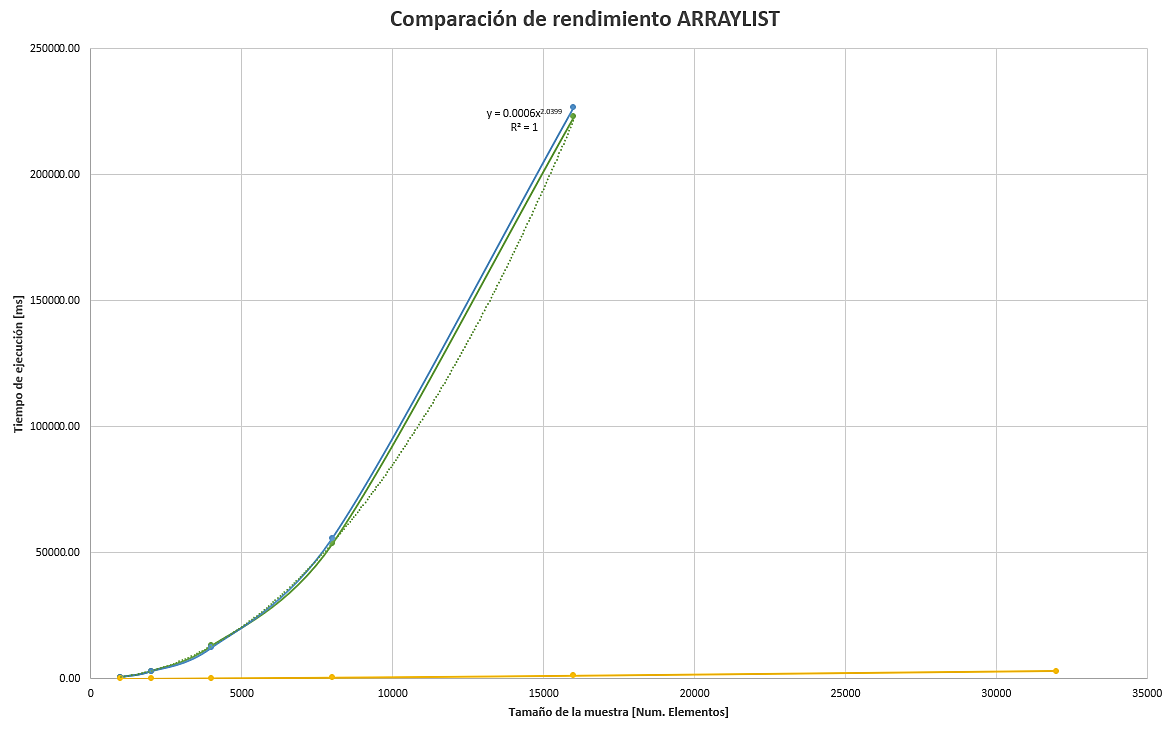 Comparación de rendimiento ARRAYLIST
250000.00
y = 0.0006x^2.0399
R² = 1
200000.00
150000.00
Tiempo de ejecución [ms]
100000.00
50000.00
0.00
0 5000 10000 15000 20000 25000 30000 35000
Tamaño de la muestra [Num. Elementos]